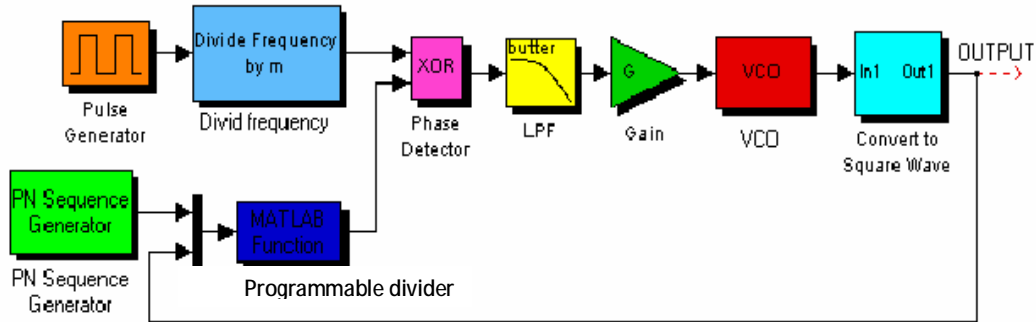 Pulse
Generator
Divide Frequency
by m
Divid frequency
XOR
Phase
Detector
butter
LPF
G
Gain
VCO
VCO
In1 Out1
Convert to
Square Wave
OUTPUT
PN Sequence
Generator
PN Sequence
Generator
MATLAB
Function
Programmable divider